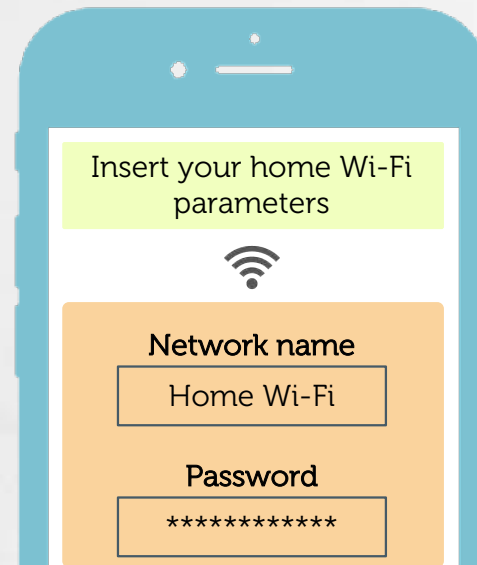 Insert your home Wi-Fi
parameters
Network name
Home Wi-Fi
Password
************